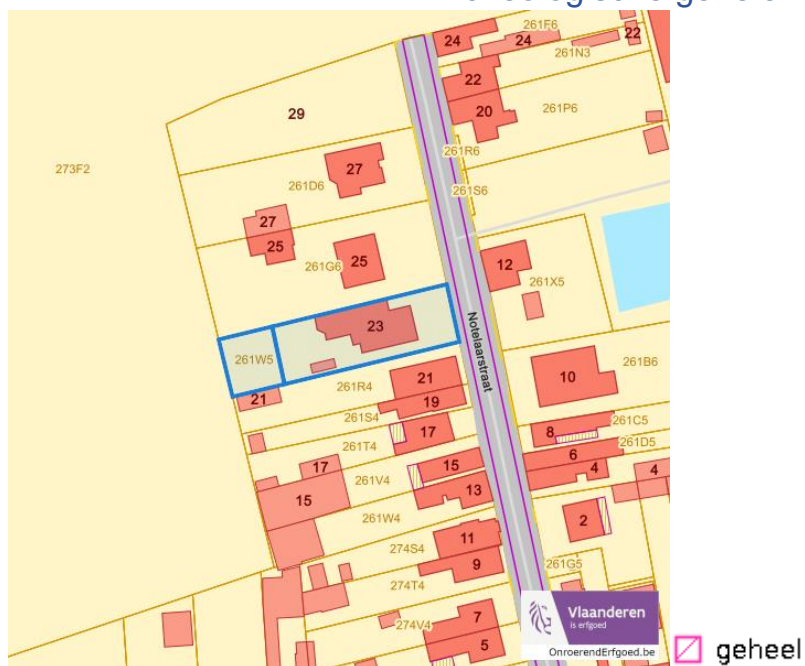 24
261F6
24
22
261N3
22
20
261P6
29
273F2
27
261D6
261R6
261S6
27
25
25
261G6
12
261X5
23
Notelaarstraat
261W5
21
261R4
21
19
261S4
10
261B6
17
261T4
8
261C5
261D5
6
4
4
17
15
261V4
13
15
261W4
2
11
274S4
9
261G5
274T4
7
274V4
5
Vlaanderen
is erfgoed
OnroerendErfgoed.be
geheel